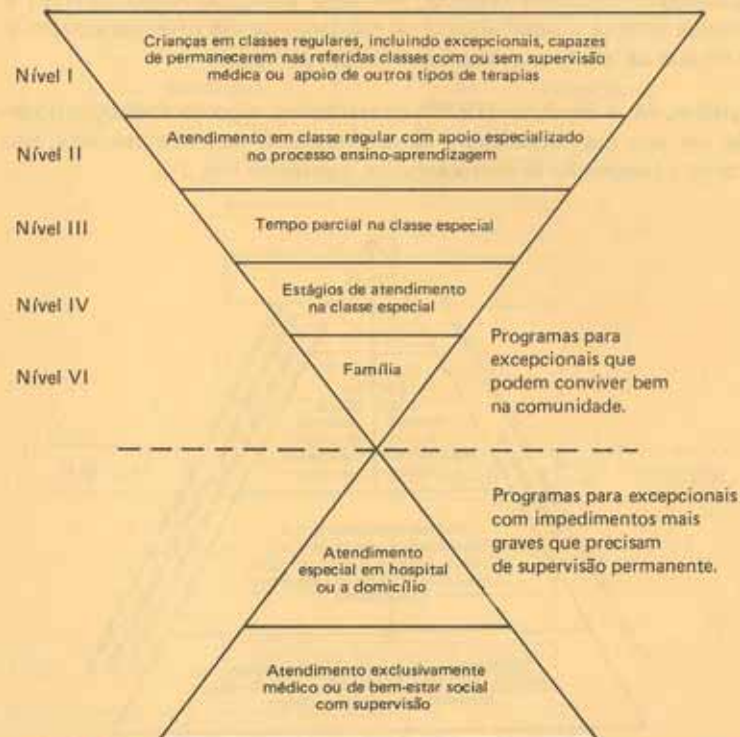 Crianças em classes regulares, incluindo excepcionais, capazes
de permanecerem nas referidas classes com ou sem supervisão
médica ou apoio de outros tipos de terapias
Nível I
Atendimento em classe regular com apoio especializado
no processo ensino-aprendizagem
Nível II
Tempo parcial na classe especial
Nível III
Estágios de atendimento
na classe especial
Nível IV
Família
Nível VI
Programas para
excepcionais que
podem conviver bem
na comunidade.
Programas para excepcionais
com impedimentos mais
graves que precisam
de supervisão permanente.
Atendimento
especial em hospital
ou a domicílio
Atendimento exclusivamente
médico ou de bem-estar social
com supervisão